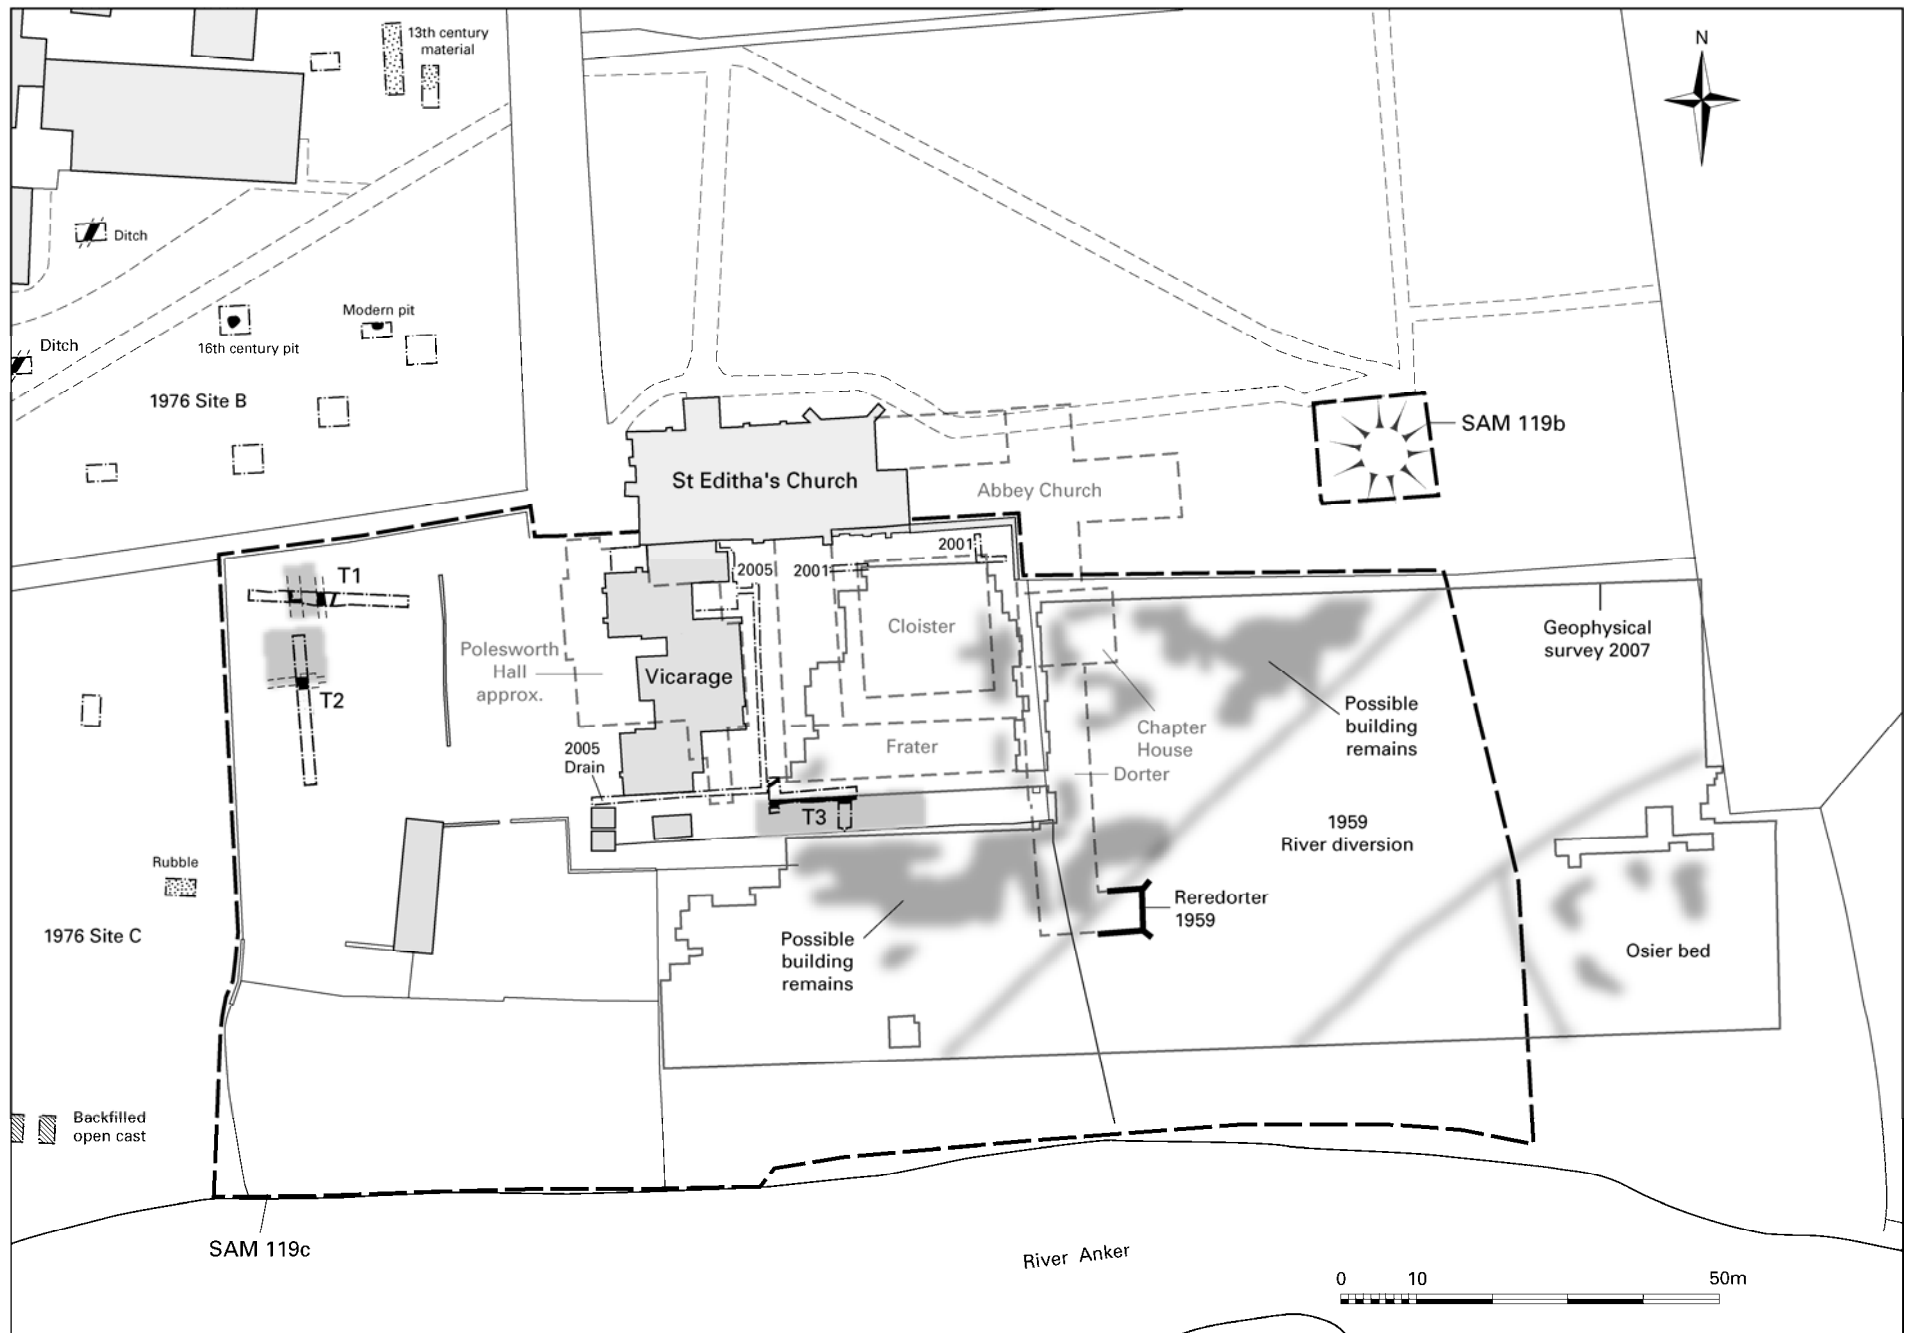 13th century
material
N
Ditch
Modern pit
16th century pit
Ditch
1976 Site B
SAM 119b
St Editha's Church
Abbey Church
2001
2005
2001
T1
Cloister
Geophysical
survey 2007
Polesworth
Hall
approx.
Vicarage
T2
Possible
building
remains
Chapter
House
Frater
2005
Drain
Dorter
T3
1959
River diversion
Rubble
Reredorter
1959
1976 Site C
Possible
building
remains
Osier bed
Backfilled
open cast
SAM 119c
River Anker
0 10 50m